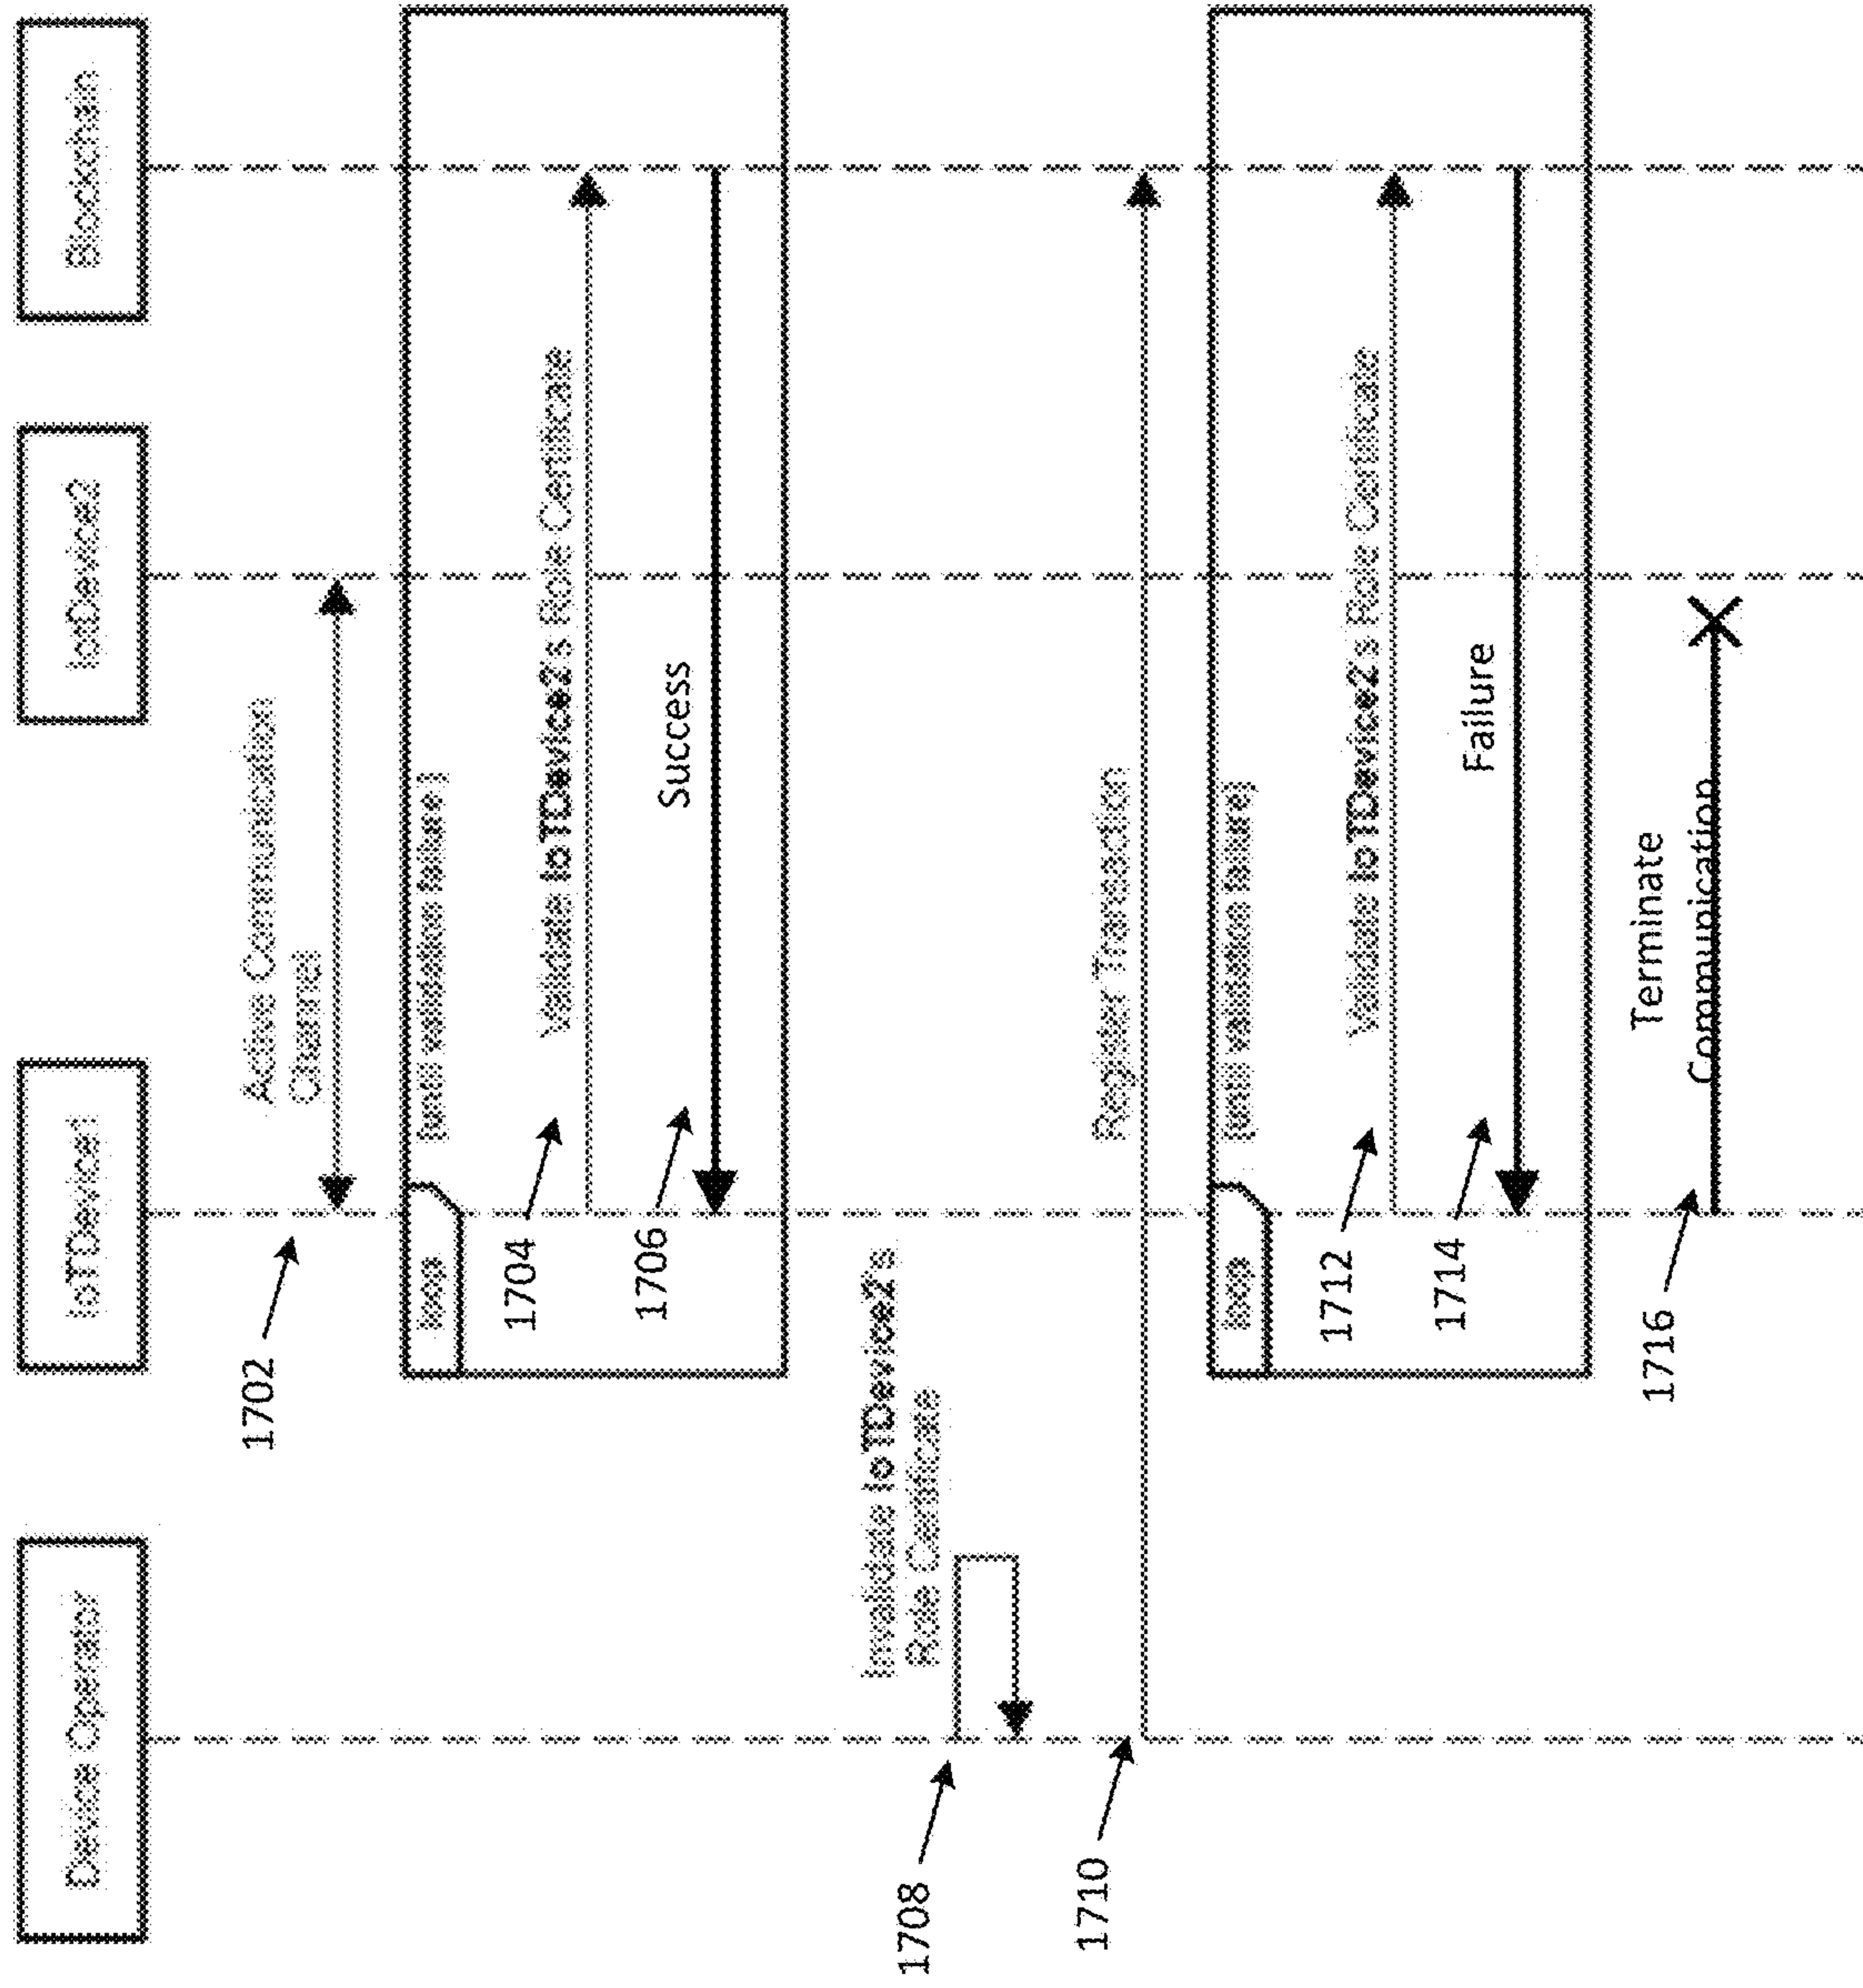 Device Operator
IoTDevice1
IotDevice2
Blockchain
1702
Active Communication
Channel
loop
[until validation failure]
1704
Validate IoTDevice2's Role Certificate
1706
Success
1708
Invalidate IoTDevice2's
Role Certificate
1710
Register Transaction
loop
[until validation failure]
1712
Validate IoTDevice2's Role Certificate
1714
Failure
1716
Terminate
Communication